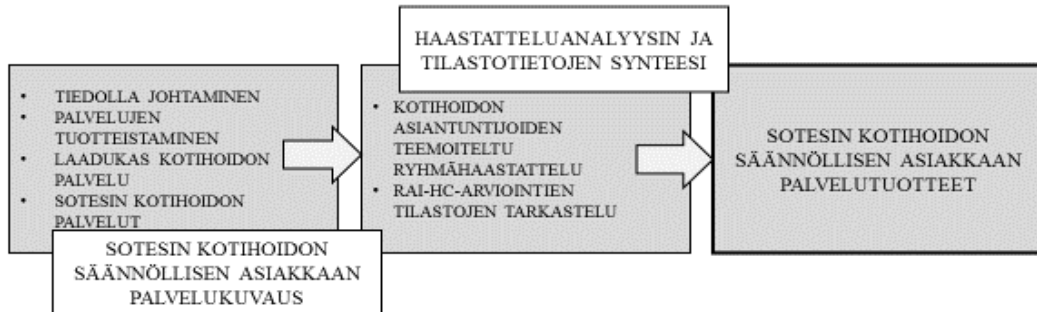 HAASTATTELUANALYYSIN JA
TILASTOTIETOJEN SYNTEESI
• TIEDOLLA JOHTAMINEN
• PALVELUJEN
TUOTTEISTAMINEN
• LAADUKAS KOTIHOIDON
PALVELU
• SOTESIN KOTIHOIDON
PALVELUT
SOTESIN KOTIHOIDON
SÄÄNNÖLLISEN ASIAKKAAN
PALVELUKUVAUS
• KOTIHOIDON
ASIANTUNTIJOIDEN
TEEMOITELTU
RYHMÄHAASTATTELU
• RAI-HC-ARVIOINTIEN
TILASTOJEN TARKASTELU
SOTESIN KOTIHOIDON
SÄÄNNÖLLISEN ASIAKKAAN
PALVELUTUOTTEET